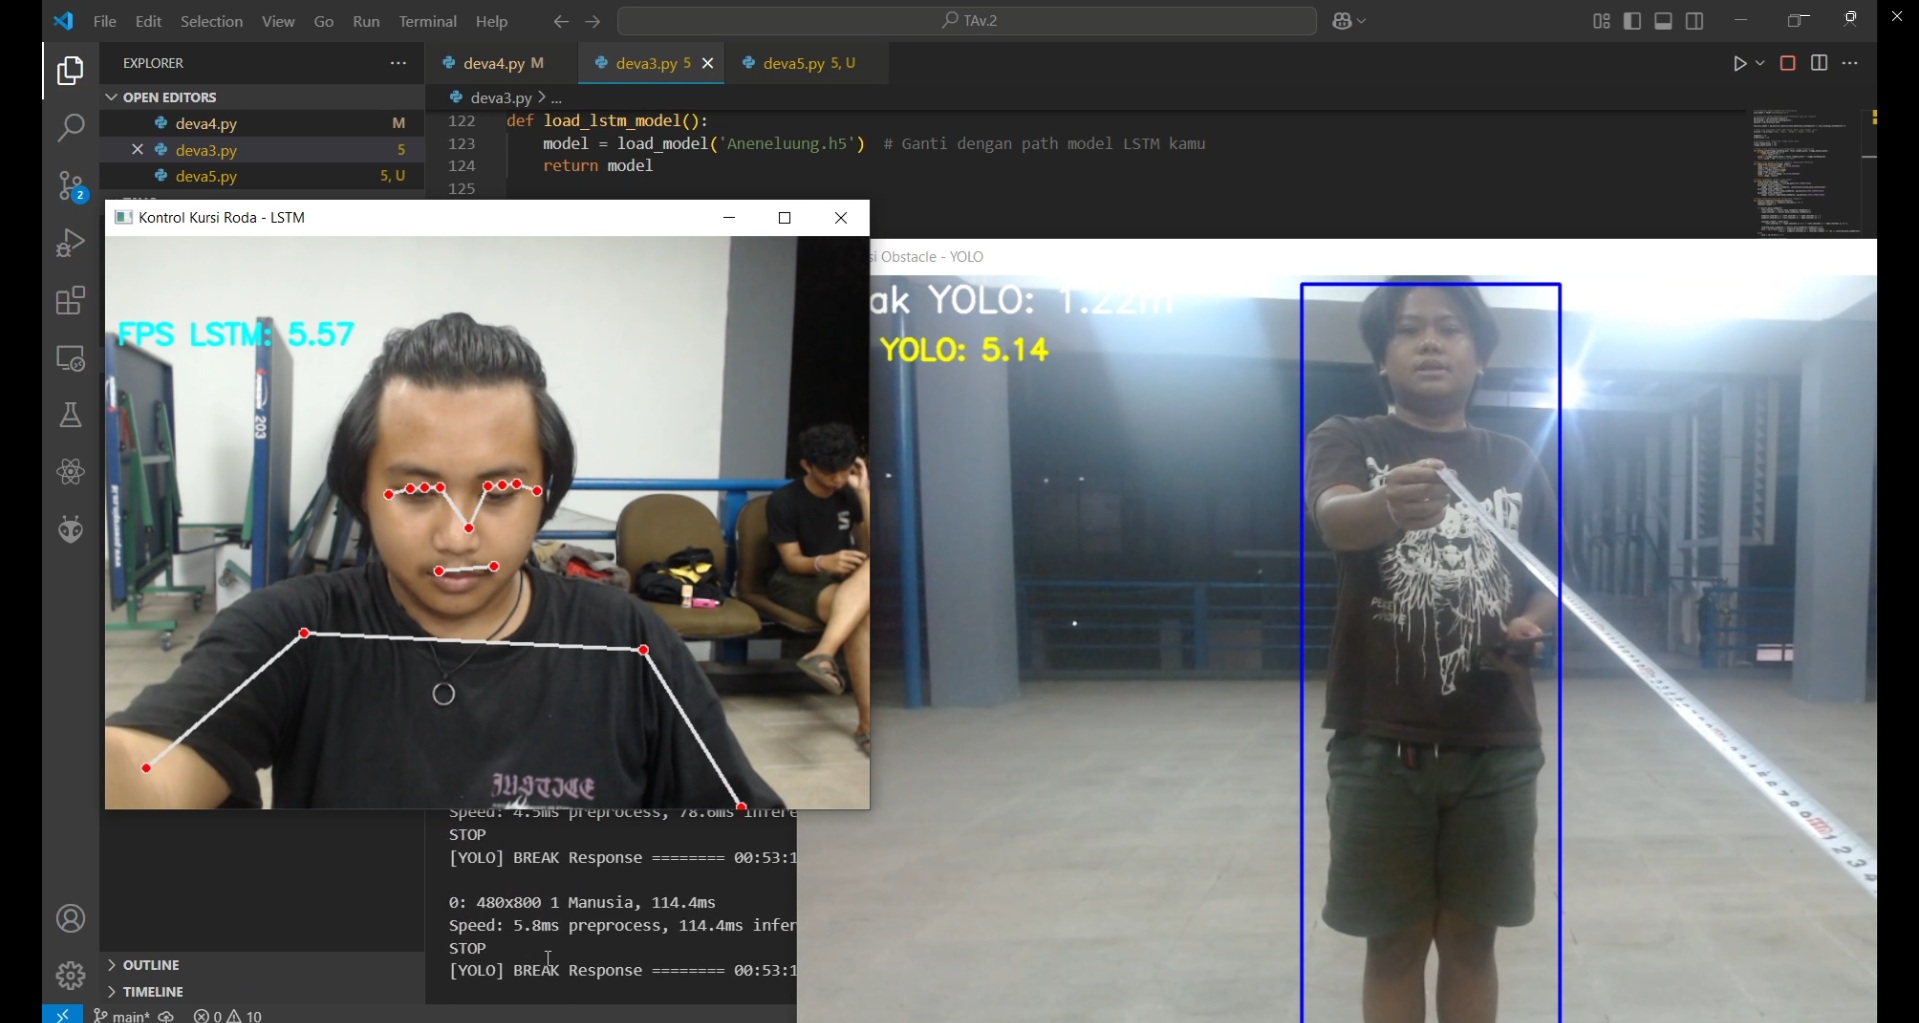 File Edit Selection View Go Run Terminal Help
TAv.2
EXPLORER
OPEN EDITORS
deva4.py M
deva3.py 5
deva5.py 5, U
deva4.py M
deva3.py 5
deva5.py 5, U
deva3.py > ...
122 def load_lstm_model():
123 model = load_model('Aneneluung.h5') # Ganti dengan path model LSTM kamu
124 return model
125
2
Kontrol Kursi Roda - LSTM
FPS LSTM: 5.57
203
JUSTICE
si Obstacle - YOLO
ak YOLO: 1.22m
YOLO: 5.14
Speed: 4.5ms preprocess, 78.6ms infere
STOP
[YOLO] BREAK Response ======== 00:53:1
0: 480x800 1 Manusia, 114.4ms
Speed: 5.8ms preprocess, 114.4ms infer
STOP
[YOLO] BREAK Response ======== 00:53:1
OUTLINE
TIMELINE
main* 0 10